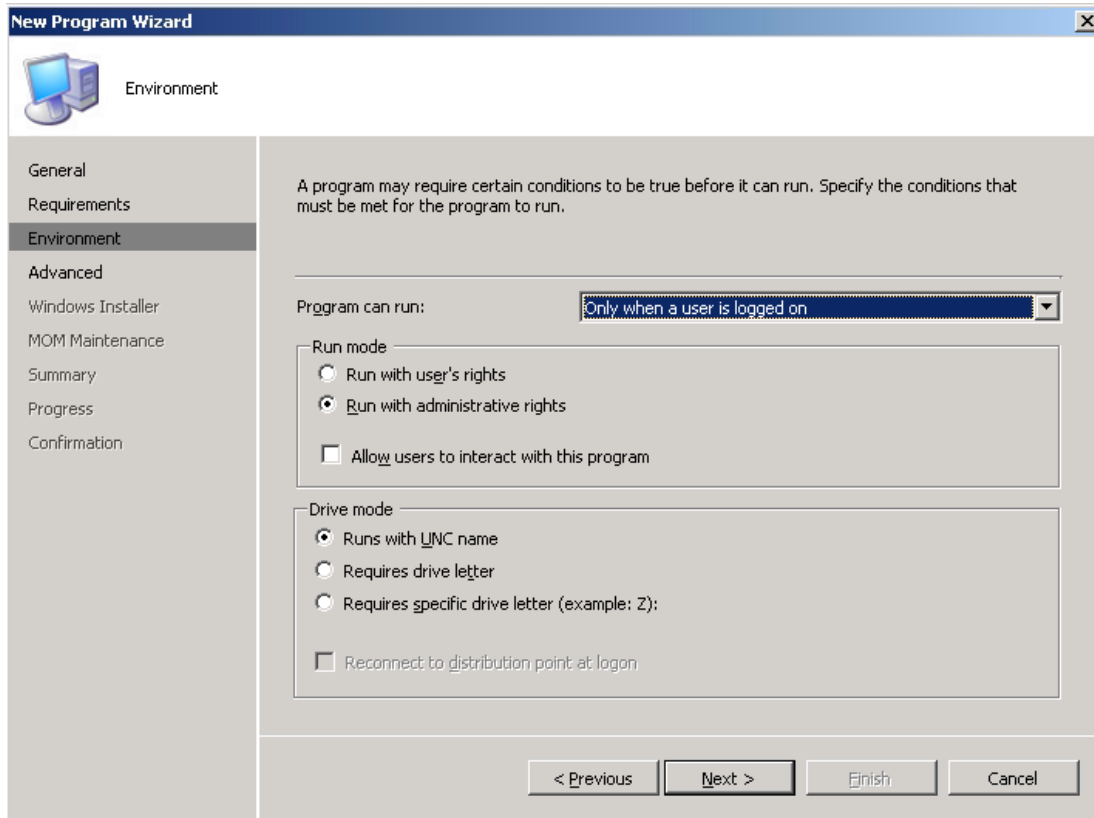 New Program Wizard
Environment
General
Requirements
Environment
Advanced
Windows Installer
MOM Maintenance
Summary
Progress
Confirmation
A program may require certain conditions to be true before it can run. Specify the conditions that
must be met for the program to run.
Program can run:
Only when a user is logged on
Run mode
Run with user's rights
Run with administrative rights
Allow users to interact with this program
Drive mode
Runs with UNC name
Requires drive letter
Requires specific drive letter (example: Z):
Reconnect to distribution point at logon
< Previous
Next >
Finish
Cancel